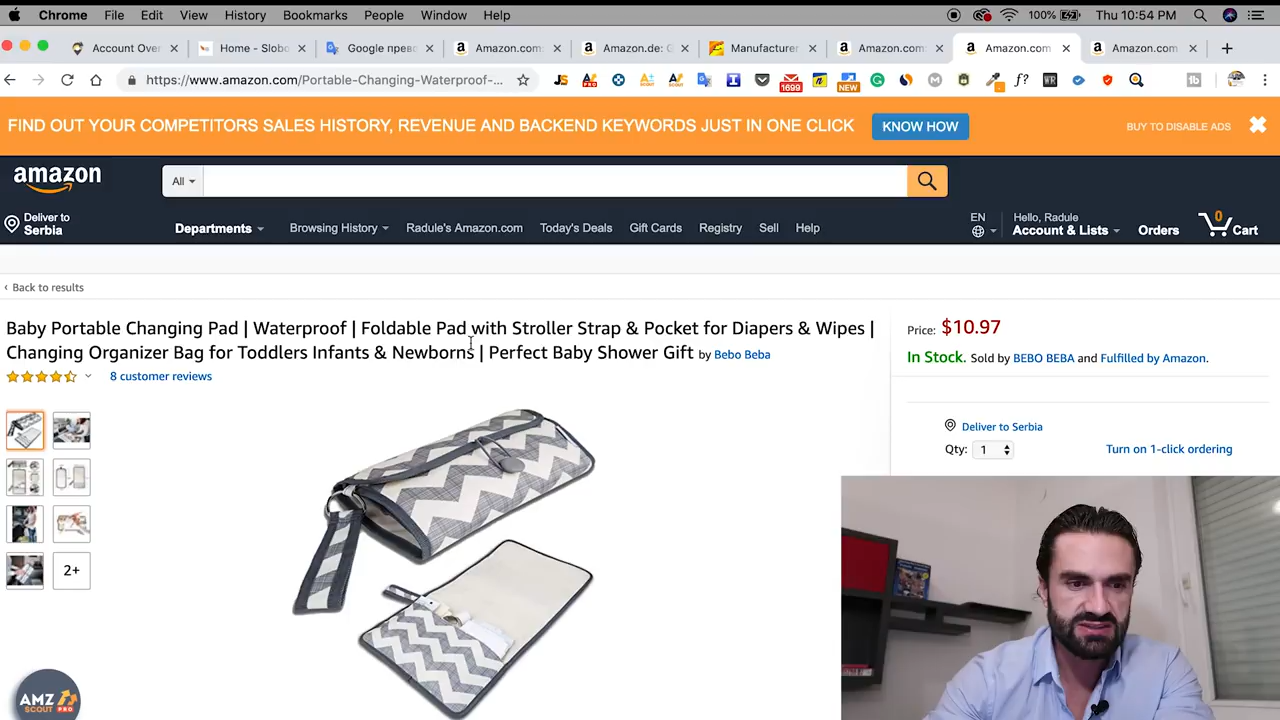 Chrome File Edit View History Bookmarks People Window Help 100% Thu 10:54 PM
Account Over Home - Slobo Google прево Amazon.com: Amazon.de: G Manufacturer Amazon.com Amazon.com Amazon.com
https://www.amazon.com/Portable-Changing-Waterproof-... JS PRO 1699 NEW f? WR 1b
FIND OUT YOUR COMPETITORS SALES HISTORY, REVENUE AND BACKEND KEYWORDS JUST IN ONE CLICK KNOW HOW BUY TO DISABLE ADS
amazon All
Deliver to
Serbia
Departments Browsing History Radule's Amazon.com Today's Deals Gift Cards Registry Sell Help EN Hello, Radule
Account & Lists Orders 0 Cart
‹ Back to results
Baby Portable Changing Pad | Waterproof | Foldable Pad with Stroller Strap & Pocket for Diapers & Wipes |
Changing Organizer Bag for Toddlers Infants & Newborns | Perfect Baby Shower Gift by Bebo Beba
8 customer reviews
Price: $10.97
In Stock. Sold by BEBO BEBA and Fulfilled by Amazon.
Deliver to Serbia
Qty: 1 Turn on 1-click ordering
2+
AMZ
SCOUT PRO